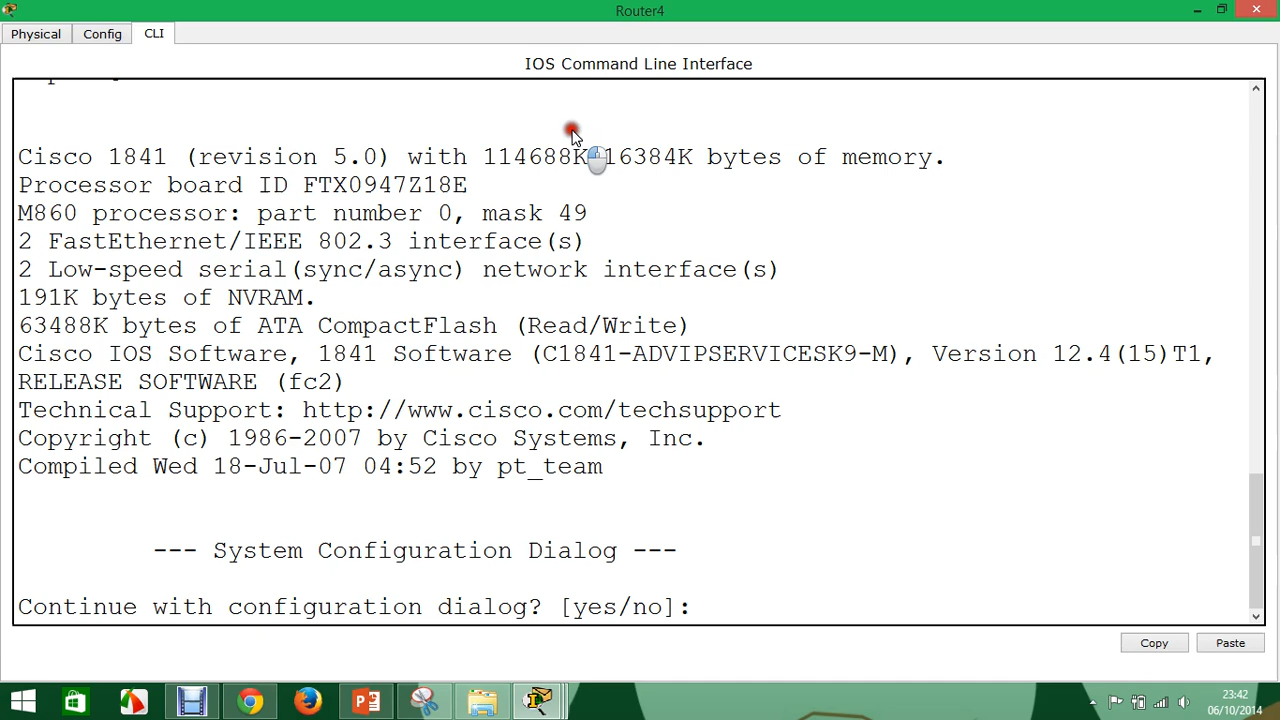 Router4
Physical
Config
CLI
IOS Command Line Interface
Cisco 1841 (revision 5.0) with 114688K 16384K bytes of memory.
Processor board ID FTX0947Z18E
M860 processor: part number 0, mask 49
2 FastEthernet/IEEE 802.3 interface(s)
2 Low-speed serial(sync/async) network interface(s)
191K bytes of NVRAM.
63488K bytes of ATA CompactFlash (Read/Write)
Cisco IOS Software, 1841 Software (C1841-ADVIPSERVICESK9-M), Version 12.4(15)T1,
RELEASE SOFTWARE (fc2)
Technical Support: http://www.cisco.com/techsupport
Copyright (c) 1986-2007 by Cisco Systems, Inc.
Compiled Wed 18-Jul-07 04:52 by pt_team
--- System Configuration Dialog ---
Continue with configuration dialog? [yes/no]:
Copy
Paste
23:42
06/10/2014